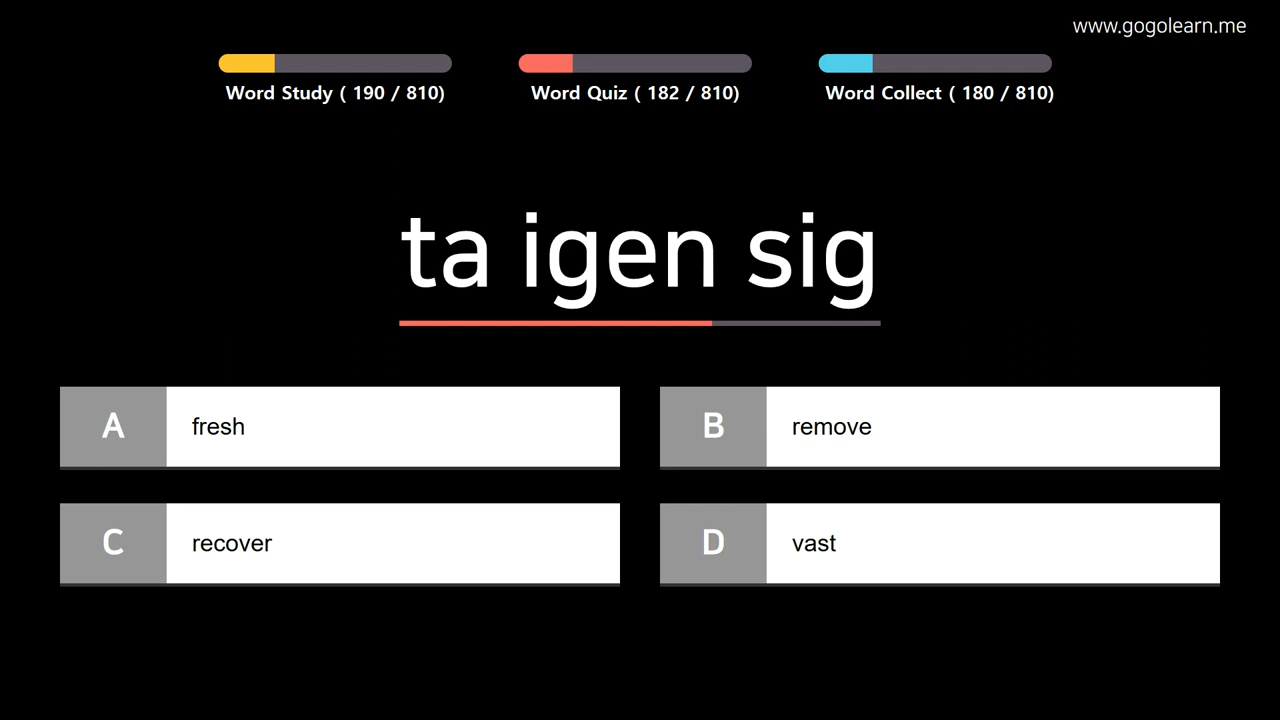 www.gogolearn.me
Word Study ( 190 / 810)
Word Quiz ( 182 / 810)
Word Collect ( 180 / 810)
ta igen sig
A
fresh
B
remove
C
recover
D
vast